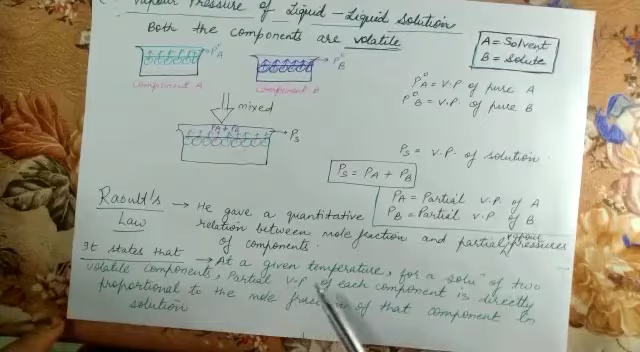 Vapour Pressure of Liquid-Liquid Solution
Both the components are volatile
A = Solvent
B = Solute
P°A
P°B
Component A
Component B
P°A = V.P of pure A
P°B = V.P. of pure B
mixed
PA + PB
Ps
Ps = V.P. of solution.
Ps = PA + PB
PA = Partial V.P. of A
PB = Partial V.P of B
Raoult's Law → He gave a quantitative
relation between mole fraction and partial vapour pressures
of components.
It states that → At a given temperature, for a soluⁿ of two
volatile components, Partial V.P. of each component is directly
proportional to the mole of that component in
solution